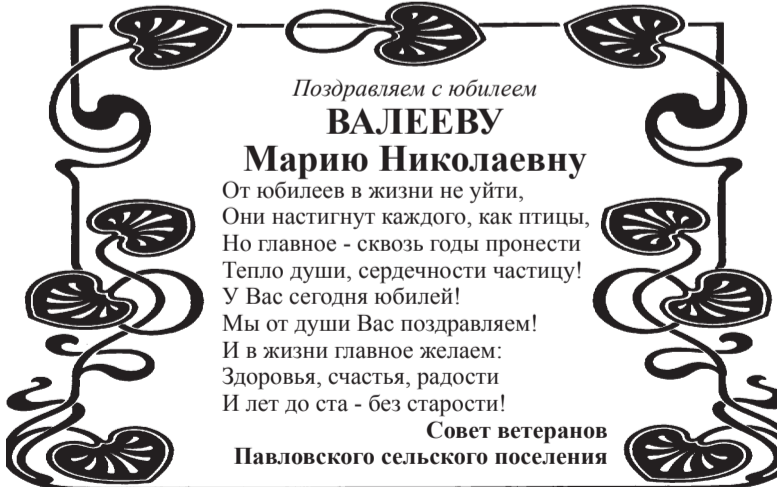 Поздравляем с юбилеем
ВАЛЕЕВУ
Марию Николаевну
От юбилеев в жизни не уйти,
Они настигнут каждого, как птицы,
Но главное - сквозь годы пронести
Тепло души, сердечности частицу!
У Вас сегодня юбилей!
Мы от души Вас поздравляем!
И в жизни главное желаем:
Здоровья, счастья, радости
И лет до ста - без старости!
Совет ветеранов
Павловского сельского поселения